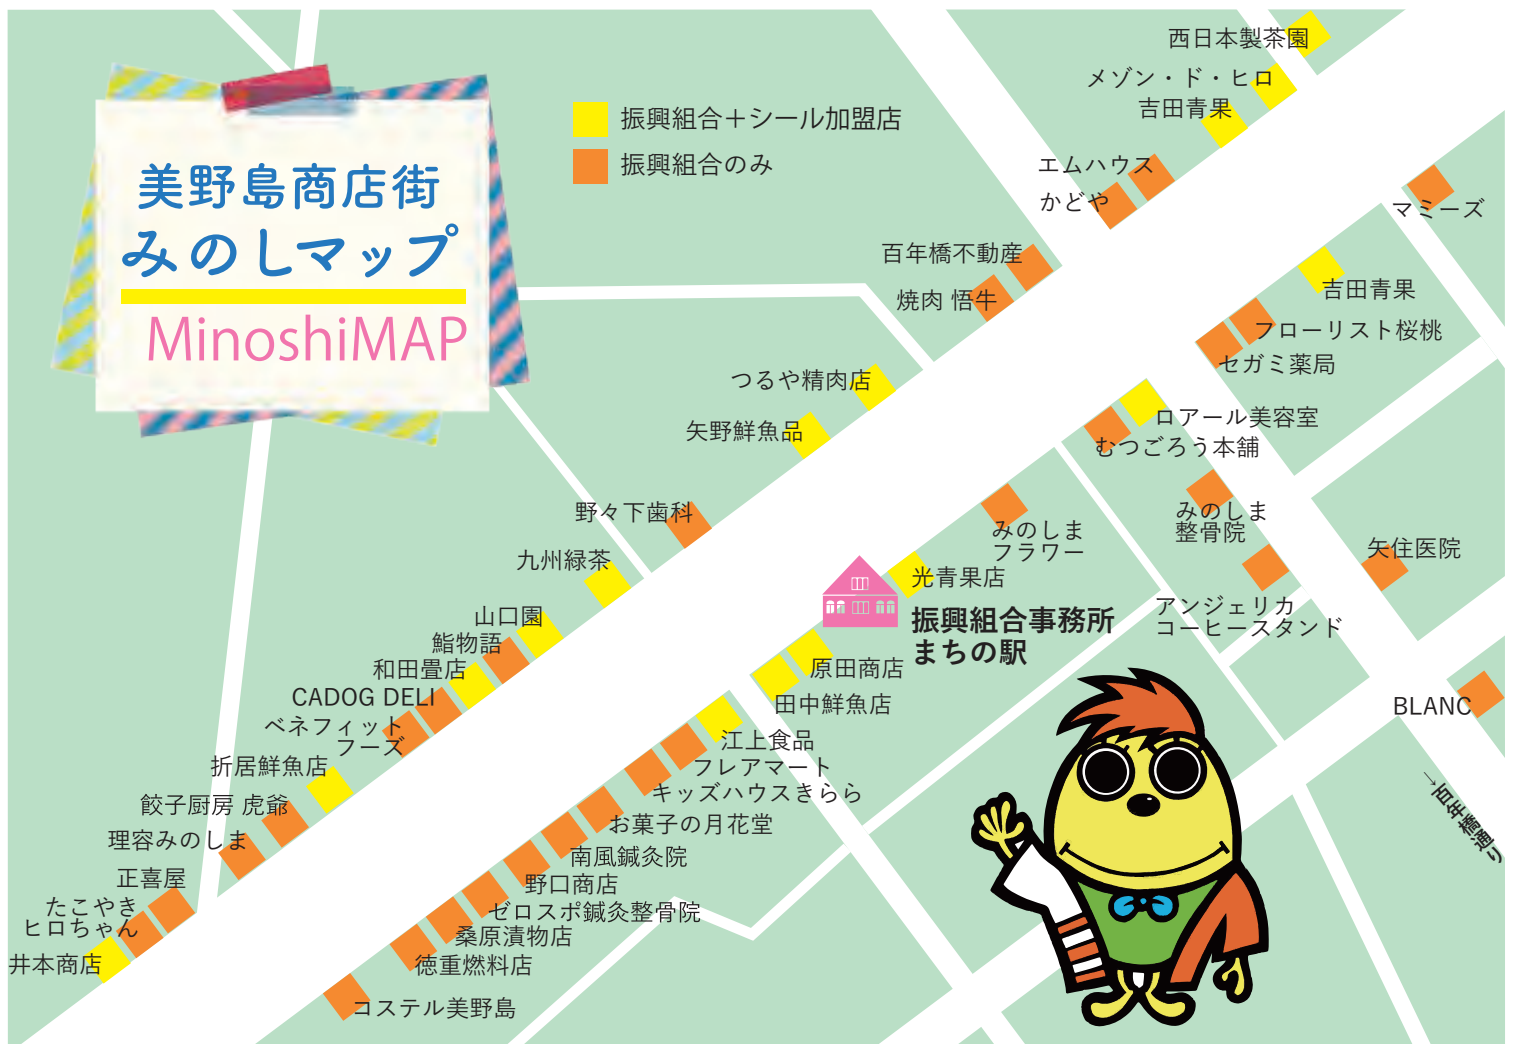 美野島商店街
みのしマップ
MinoshiMAP
振興組合＋シール加盟店
振興組合のみ
西日本製茶園
メゾン・ド・ヒロ
吉田青果
エムハウス
かどや
百年橋不動産
焼肉 悟牛
つるや精肉店
矢野鮮魚品
野々下歯科
九州緑茶
山口園
鮨物語
和田畳店
CADOG DELI
ベネフィット
フーズ
折居鮮魚店
餃子厨房 虎爺
理容みのしま
正喜屋
たこやき
ヒロちゃん
井本商店
マミーズ
吉田青果
フローリスト桜桃
セガミ薬局
ロアール美容室
むつごろう本舗
みのしま
整骨院
矢住医院
アンジェリカ
コーヒースタンド
BLANC
→百年橋通り
みのしま
フラワー
光青果店
振興組合事務所
まちの駅
原田商店
田中鮮魚店
江上食品
フレアマート
キッズハウスきらら
お菓子の月花堂
南風鍼灸院
野口商店
ゼロスポ鍼灸整骨院
桑原漬物店
徳重燃料店
コステル美野島